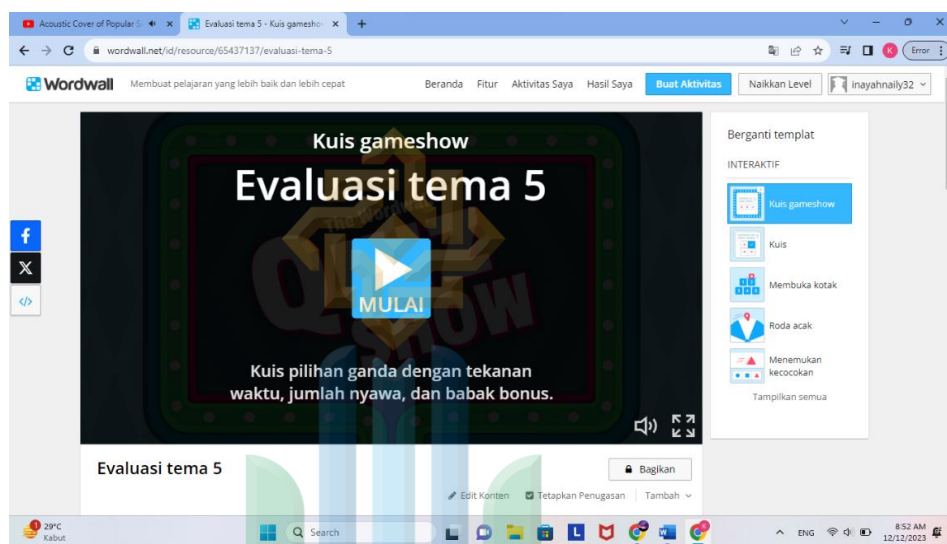 Acoustic Cover of Popular S
Evaluasi tema 5 - Kuis gamesho
wordwall.net/id/resource/65437137/evaluasi-tema-5
Error
Wordwall
Membuat pelajaran yang lebih baik dan lebih cepat
Beranda Fitur Aktivitas Saya Hasil Saya
Buat Aktivitas
Naikkan Level
inayahnaily32
Kuis gameshow
Evaluasi tema 5
MULAI
Kuis pilihan ganda dengan tekanan
waktu, jumlah nyawa, dan babak bonus.
Berganti templat
INTERAKTIF
Kuis gameshow
Kuis
Membuka kotak
Roda acak
Menemukan
kecocokan
Tampilkan semua
Evaluasi tema 5
Bagikan
Edit Konten Tetapkan Penugasan Tambah
29°C
Kabut
Search
ENG
8:52 AM
12/12/2023